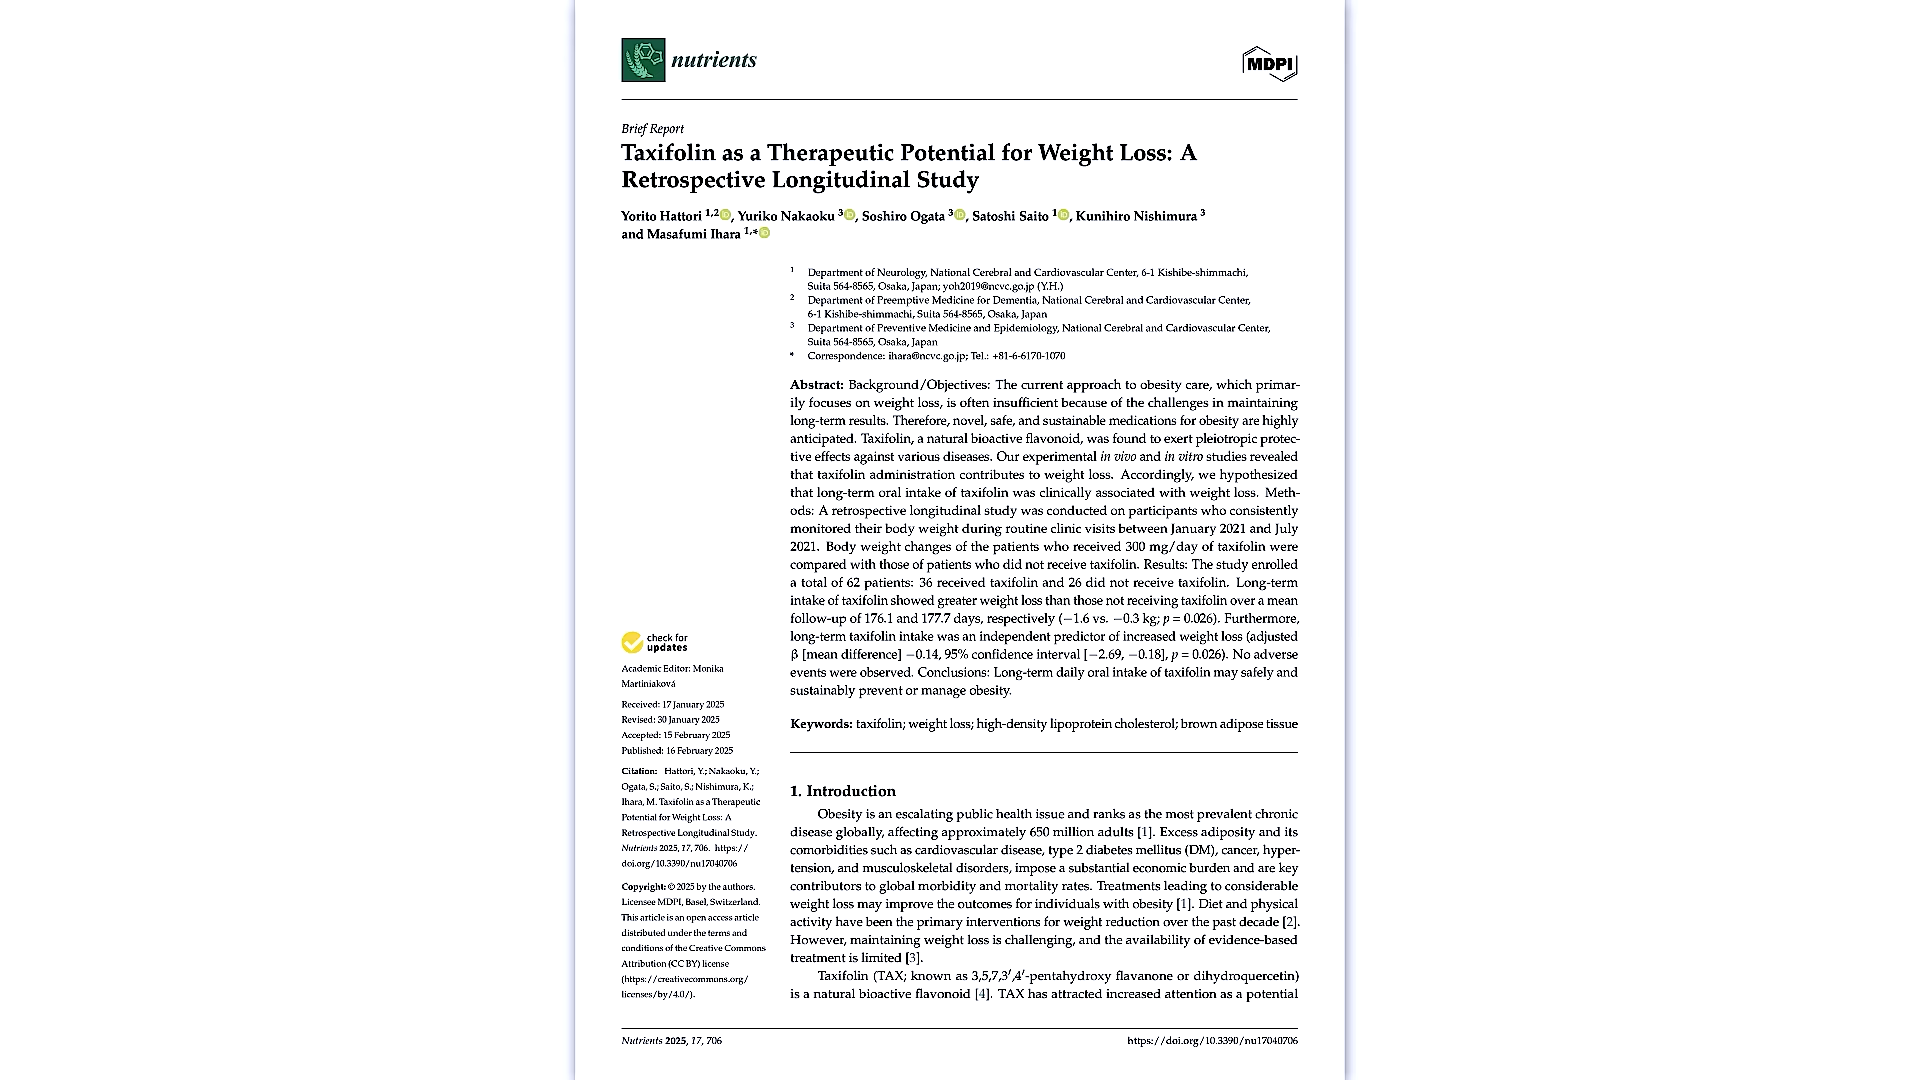 nutrients
MDPI
Brief Report
Taxifolin as a Therapeutic Potential for Weight Loss: A
Retrospective Longitudinal Study
Yorito Hattori 1,2, Yuriko Nakaoku 3, Soshiro Ogata 3, Satoshi Saito 1, Kunihiro Nishimura 3
and Masafumi Ihara 1,*
1 Department of Neurology, National Cerebral and Cardiovascular Center, 6-1 Kishibe-shimmachi,
Suita 564-8565, Osaka, Japan; yoh2019@ncvc.go.jp (Y.H.)
2 Department of Preemptive Medicine for Dementia, National Cerebral and Cardiovascular Center,
6-1 Kishibe-shimmachi, Suita 564-8565, Osaka, Japan
3 Department of Preventive Medicine and Epidemiology, National Cerebral and Cardiovascular Center,
Suita 564-8565, Osaka, Japan
* Correspondence: ihara@ncvc.go.jp; Tel.: +81-6-6170-1070
Abstract: Background/Objectives: The current approach to obesity care, which primar-
ily focuses on weight loss, is often insufficient because of the challenges in maintaining
long-term results. Therefore, novel, safe, and sustainable medications for obesity are highly
anticipated. Taxifolin, a natural bioactive flavonoid, was found to exert pleiotropic protec-
tive effects against various diseases. Our experimental in vivo and in vitro studies revealed
that taxifolin administration contributes to weight loss. Accordingly, we hypothesized
that long-term oral intake of taxifolin was clinically associated with weight loss. Meth-
ods: A retrospective longitudinal study was conducted on participants who consistently
monitored their body weight during routine clinic visits between January 2021 and July
2021. Body weight changes of the patients who received 300 mg/day of taxifolin were
compared with those of patients who did not receive taxifolin. Results: The study enrolled
a total of 62 patients: 36 received taxifolin and 26 did not receive taxifolin. Long-term
intake of taxifolin showed greater weight loss than those not receiving taxifolin over a mean
follow-up of 176.1 and 177.7 days, respectively (−1.6 vs. −0.3 kg; p = 0.026). Furthermore,
long-term taxifolin intake was an independent predictor of increased weight loss (adjusted
β [mean difference] −0.14, 95% confidence interval [−2.69, −0.18], p = 0.026). No adverse
events were observed. Conclusions: Long-term daily oral intake of taxifolin may safely and
sustainably prevent or manage obesity.
Keywords: taxifolin; weight loss; high-density lipoprotein cholesterol; brown adipose tissue
check for
updates
Academic Editor: Monika
Martiniaková
Received: 17 January 2025
Revised: 30 January 2025
Accepted: 15 February 2025
Published: 16 February 2025
Citation: Hattori, Y.; Nakaoku, Y.;
Ogata, S.; Saito, S.; Nishimura, K.;
Ihara, M. Taxifolin as a Therapeutic
Potential for Weight Loss: A
Retrospective Longitudinal Study.
Nutrients 2025, 17, 706. https://
doi.org/10.3390/nu17040706
Copyright: © 2025 by the authors.
Licensee MDPI, Basel, Switzerland.
This article is an open access article
distributed under the terms and
conditions of the Creative Commons
Attribution (CC BY) license
(https://creativecommons.org/
licenses/by/4.0/).
1. Introduction
Obesity is an escalating public health issue and ranks as the most prevalent chronic
disease globally, affecting approximately 650 million adults [1]. Excess adiposity and its
comorbidities such as cardiovascular disease, type 2 diabetes mellitus (DM), cancer, hyper-
tension, and musculoskeletal disorders, impose a substantial economic burden and are key
contributors to global morbidity and mortality rates. Treatments leading to considerable
weight loss may improve the outcomes for individuals with obesity [1]. Diet and physical
activity have been the primary interventions for weight reduction over the past decade [2].
However, maintaining weight loss is challenging, and the availability of evidence-based
treatment is limited [3].
Taxifolin (TAX; known as 3,5,7,3′,4′-pentahydroxy flavanone or dihydroquercetin)
is a natural bioactive flavonoid [4]. TAX has attracted increased attention as a potential
Nutrients 2025, 17, 706
https://doi.org/10.3390/nu17040706